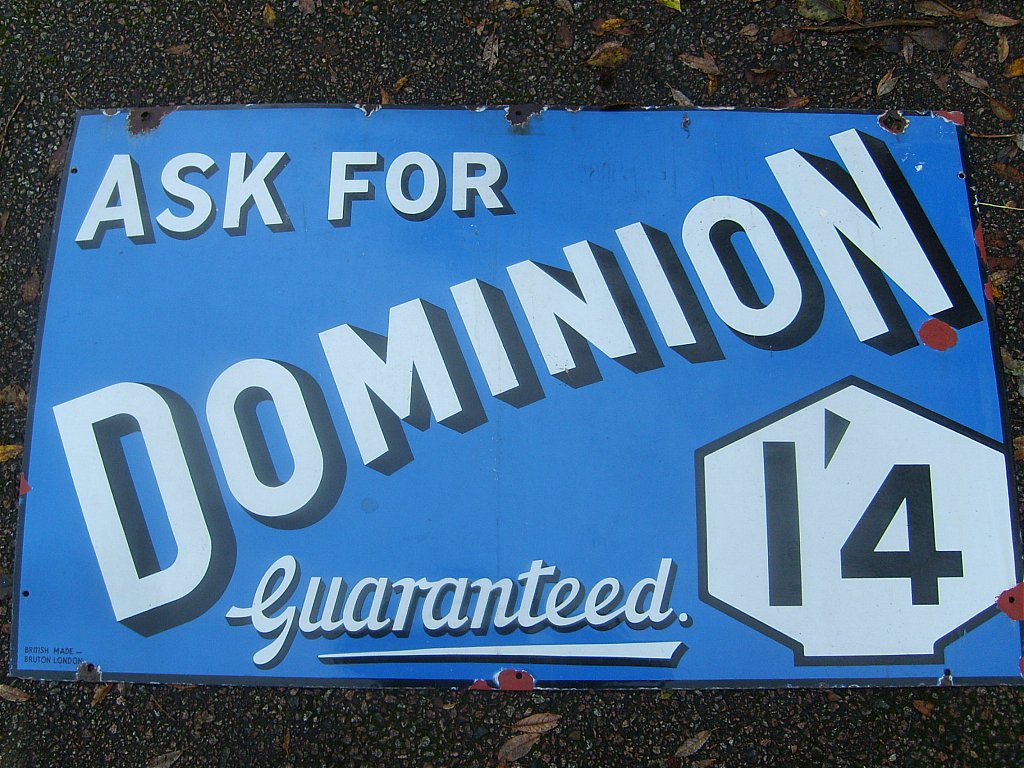 ASK FOR
DOMINION
Guaranteed.
1'4
BRITISH MADE —
BRUTON LONDON